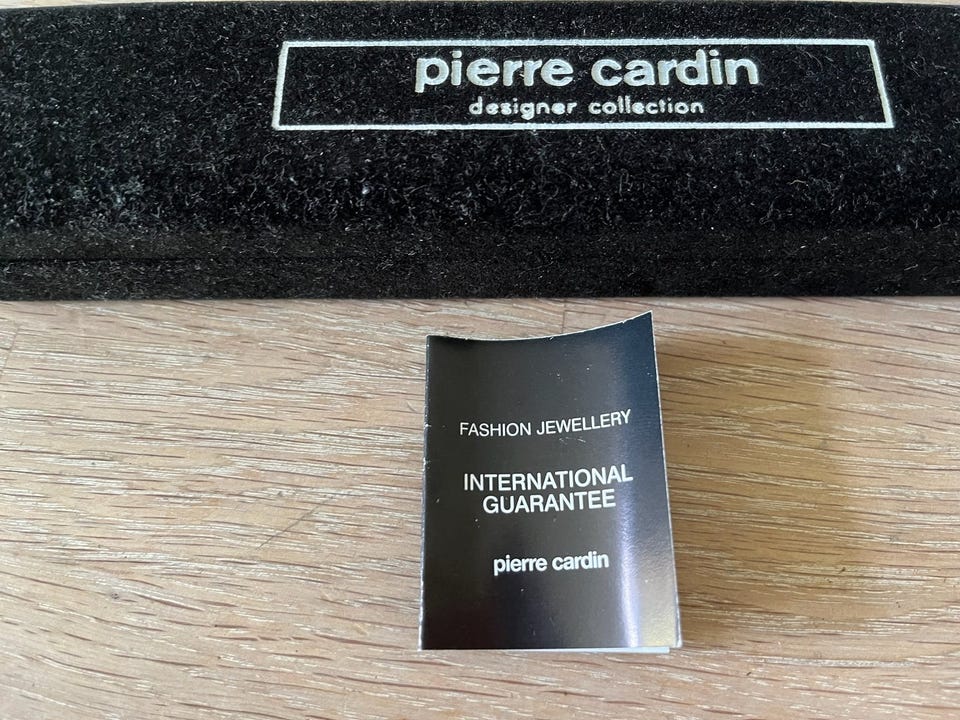 pierre cardin
designer collection
FASHION JEWELLERY
INTERNATIONAL
GUARANTEE
pierre cardin